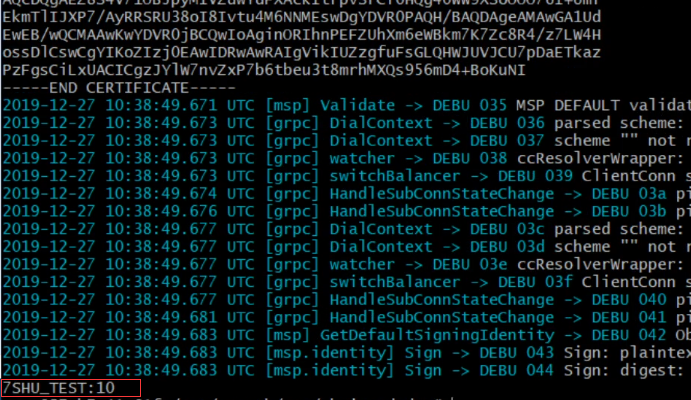 EkmTlIJXP7/AyRRSRU38oI8Ivtu4M6NNMEswDgYDVR0PAQH/BAQDAgeAMAwGA1Ud
EwEB/wQCMAAwKwYDVR0jBCQwIoAginORIhnPEFZUhXm6eWBkm7K7Zc8R4/z7LW4H
ossDlCswCgYIKoZIzj0EAwIDRwAwRAIgVikIUZzgfuFsGLQHWJUVJCU7pDaETkaz
PzFgsCiLxUACICgzJYlW7nvZxP7b6tbeu3t8mrhMXQs956mD4+BoKuNI
-----END CERTIFICATE-----
2019-12-27 10:38:49.671 UTC [msp] Validate -> DEBU 035 MSP DEFAULT validat
2019-12-27 10:38:49.673 UTC [grpc] DialContext -> DEBU 036 parsed scheme:
2019-12-27 10:38:49.673 UTC [grpc] DialContext -> DEBU 037 scheme "" not r
2019-12-27 10:38:49.673 UTC [grpc] watcher -> DEBU 038 ccResolverWrapper:
2019-12-27 10:38:49.673 UTC [grpc] switchBalancer -> DEBU 039 ClientConn s
2019-12-27 10:38:49.674 UTC [grpc] HandleSubConnStateChange -> DEBU 03a pi
2019-12-27 10:38:49.676 UTC [grpc] HandleSubConnStateChange -> DEBU 03b pi
2019-12-27 10:38:49.677 UTC [grpc] DialContext -> DEBU 03c parsed scheme:
2019-12-27 10:38:49.677 UTC [grpc] DialContext -> DEBU 03d scheme "" not r
2019-12-27 10:38:49.677 UTC [grpc] watcher -> DEBU 03e ccResolverWrapper:
2019-12-27 10:38:49.677 UTC [grpc] switchBalancer -> DEBU 03f ClientConn s
2019-12-27 10:38:49.677 UTC [grpc] HandleSubConnStateChange -> DEBU 040 pi
2019-12-27 10:38:49.681 UTC [grpc] HandleSubConnStateChange -> DEBU 041 pi
2019-12-27 10:38:49.683 UTC [msp] GetDefaultSigningIdentity -> DEBU 042 Ob
2019-12-27 10:38:49.683 UTC [msp.identity] Sign -> DEBU 043 Sign: plaintex
2019-12-27 10:38:49.683 UTC [msp.identity] Sign -> DEBU 044 Sign: digest:
7SHU_TEST:10